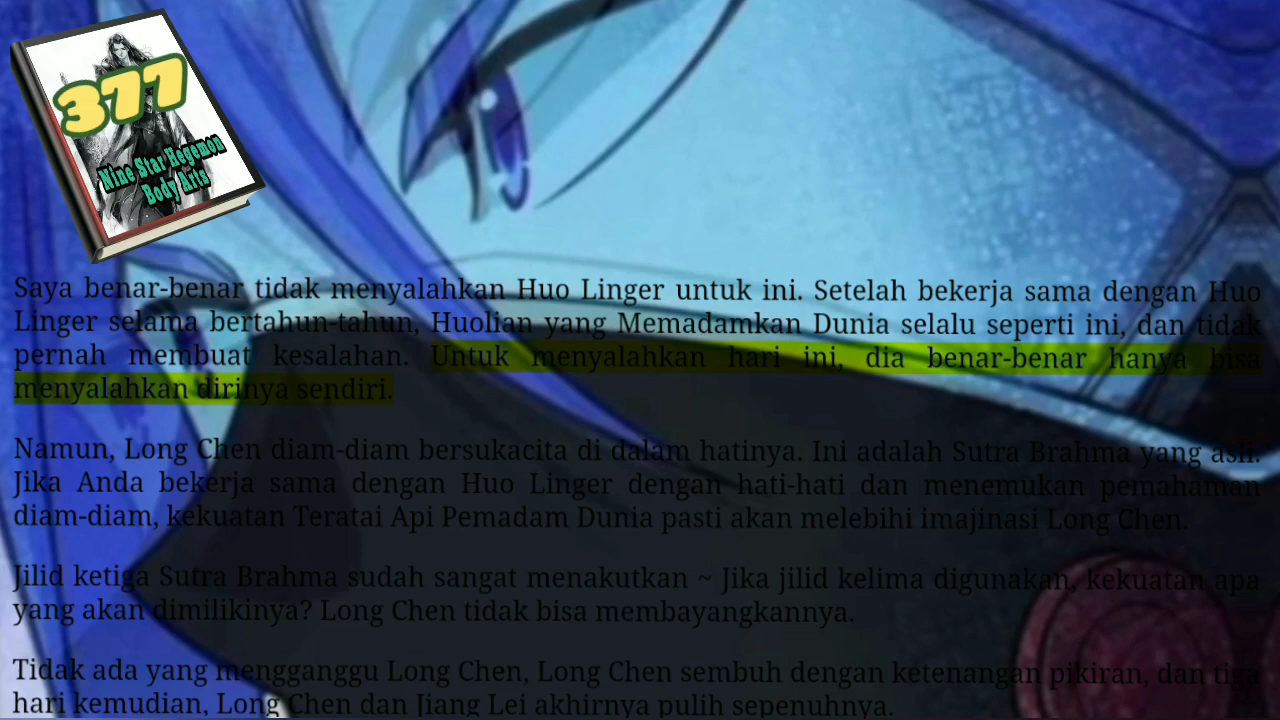 377
Nine Star Hegemon
Body Arts
Saya benar-benar tidak menyalahkan Huo Linger untuk ini. Setelah bekerja sama dengan Huo
Linger selama bertahun-tahun, Huolian yang Memadamkan Dunia selalu seperti ini, dan tidak
pernah membuat kesalahan. Untuk menyalahkan hari ini, dia benar-benar hanya bisa
menyalahkan dirinya sendiri.
Namun, Long Chen diam-diam bersukacita di dalam hatinya. Ini adalah Sutra Brahma yang asli.
Jika Anda bekerja sama dengan Huo Linger dengan hati-hati dan menemukan pemahaman
diam-diam, kekuatan Teratai Api Pemadam Dunia pasti akan melebihi imajinasi Long Chen.
Jilid ketiga Sutra Brahma sudah sangat menakutkan ~ Jika jilid kelima digunakan, kekuatan apa
yang akan dimilikinya? Long Chen tidak bisa membayangkannya.
Tidak ada yang mengganggu Long Chen, Long Chen sembuh dengan ketenangan pikiran, dan tiga
hari kemudian, Long Chen dan Jiang Lei akhirnya pulih sepenuhnya.